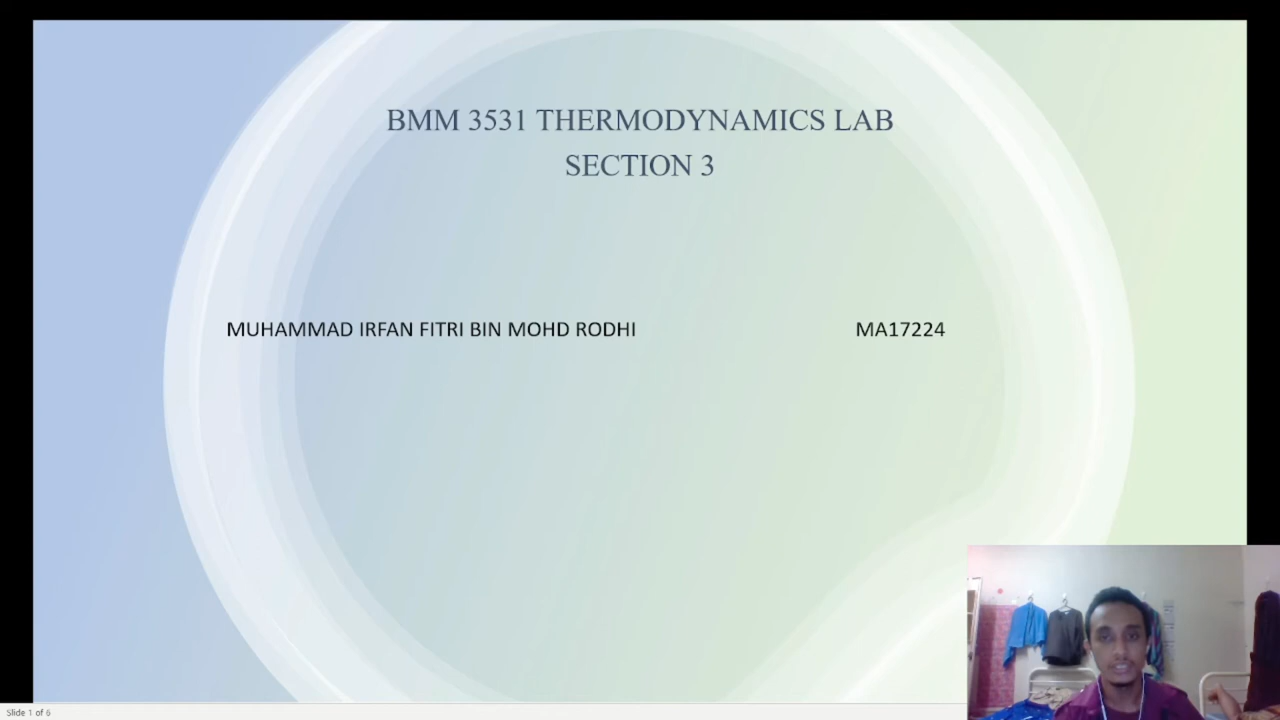 BMM 3531 THERMODYNAMICS LAB
SECTION 3
MUHAMMAD IRFAN FITRI BIN MOHD RODHI MA17224
Slide 1 of 6